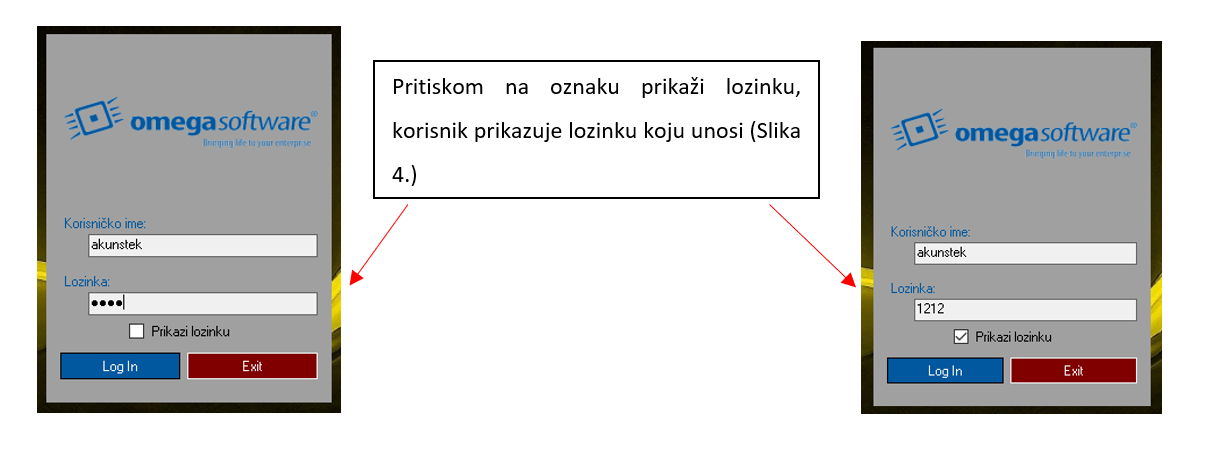 omegasoftware®
Bringing life to your enterprise
Korisničko ime:
akunstek
Lozinka:
••••
Prikazi lozinku
Log In Exit
Pritiskom na oznaku prikaži lozinku,
korisnik prikazuje lozinku koju unosi (Slika
4.)
omegasoftware®
Bringing life to your enterprise
Korisničko ime:
akunstek
Lozinka:
1212
Prikazi lozinku
Log In Exit